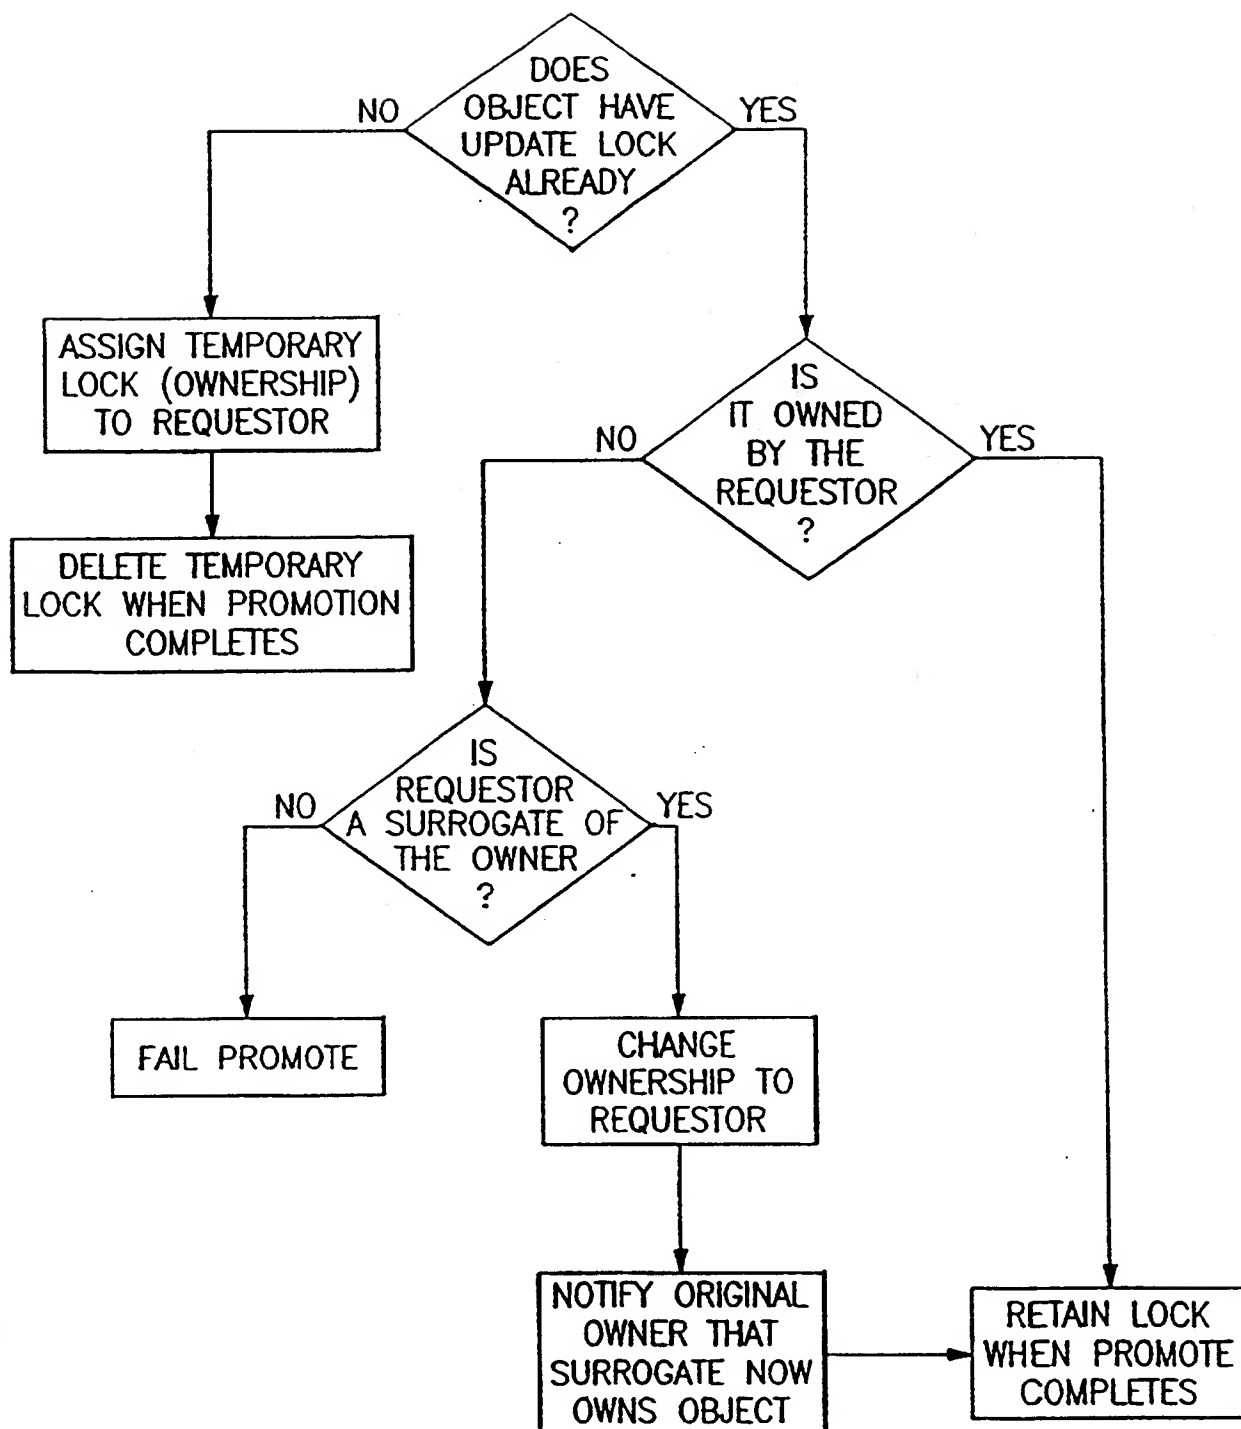 DOES
OBJECT HAVE
UPDATE LOCK
ALREADY
?
NO
YES
ASSIGN TEMPORARY
LOCK (OWNERSHIP)
TO REQUESTOR
DELETE TEMPORARY
LOCK WHEN PROMOTION
COMPLETES
IS
IT OWNED
BY THE
REQUESTOR
?
NO
YES
IS
REQUESTOR
A SURROGATE OF
THE OWNER
?
NO
YES
FAIL PROMOTE
CHANGE
OWNERSHIP TO
REQUESTOR
NOTIFY ORIGINAL
OWNER THAT
SURROGATE NOW
OWNS OBJECT
RETAIN LOCK
WHEN PROMOTE
COMPLETES